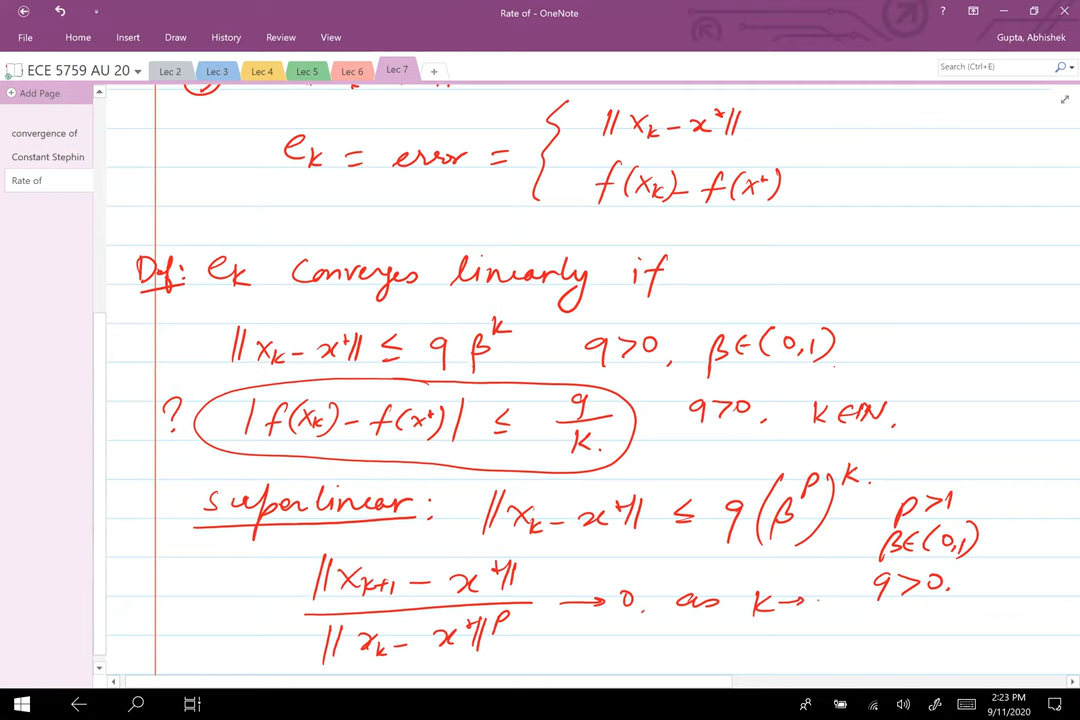 Rate of - OneNote
Gupta, Abhishek
File Home Insert Draw History Review View
ECE 5759 AU 20
Lec 2 Lec 3 Lec 4 Lec 5 Lec 6 Lec 7
Search (Ctrl+E)
Add Page
convergence of
Constant Stephin
Rate of
e_k = error = { ‖x_k − x*‖
f(x_k) − f(x*)
Def: e_k converges linearly if
‖x_k − x*‖ ≤ q β^k q>0, β∈(0,1)
? |f(x_k) − f(x*)| ≤ q/k. q>0, k∈ℕ.
superlinear: ‖x_k − x*‖ ≤ q (β^p)^k. p>1
β∈(0,1)
q>0.
‖x_{k+1} − x*‖ / ‖x_k − x*‖^p → 0, as k →
2:23 PM
9/11/2020